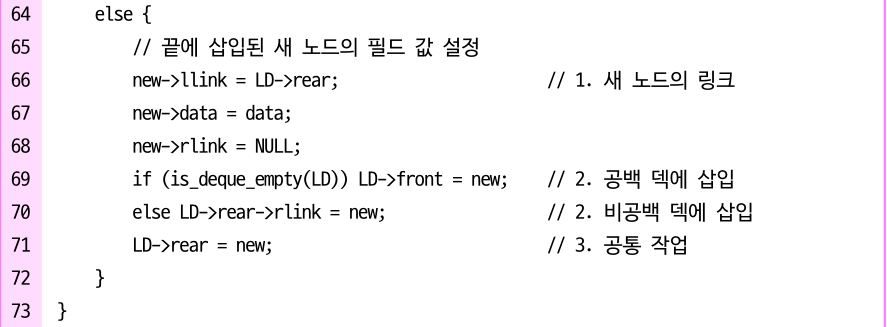 64     else {
65         // 끝에 삽입된 새 노드의 필드 값 설정
66         new->llink = LD->rear;                      // 1. 새 노드의 링크
67         new->data = data;
68         new->rlink = NULL;
69         if (is_deque_empty(LD)) LD->front = new;    // 2. 공백 덱에 삽입
70         else LD->rear->rlink = new;                 // 2. 비공백 덱에 삽입
71         LD->rear = new;                             // 3. 공통 작업
72     }
73 }